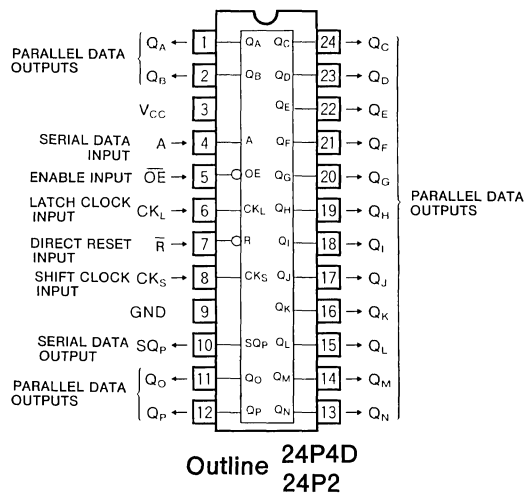 PARALLEL DATA
OUTPUTS
QA ← 1 QA QC 24 → QC
QB ← 2 QB QD 23 → QD
VCC 3 QE 22 → QE
SERIAL DATA
INPUT
A → 4 A QF 21 → QF
ENABLE INPUT O̅E̅ → 5 OE QG 20 → QG
LATCH CLOCK
INPUT
CKL → 6 CKL QH 19 → QH
DIRECT RESET
INPUT
R̅ → 7 R QI 18 → QI
SHIFT CLOCK
INPUT
CKS → 8 CKS QJ 17 → QJ
GND 9 QK 16 → QK
SERIAL DATA
OUTPUT
SQP ← 10 SQP QL 15 → QL
PARALLEL DATA
OUTPUTS
QO ← 11 QO QM 14 → QM
QP ← 12 QP QN 13 → QN
PARALLEL DATA
OUTPUTS
Outline 24P4D
24P2